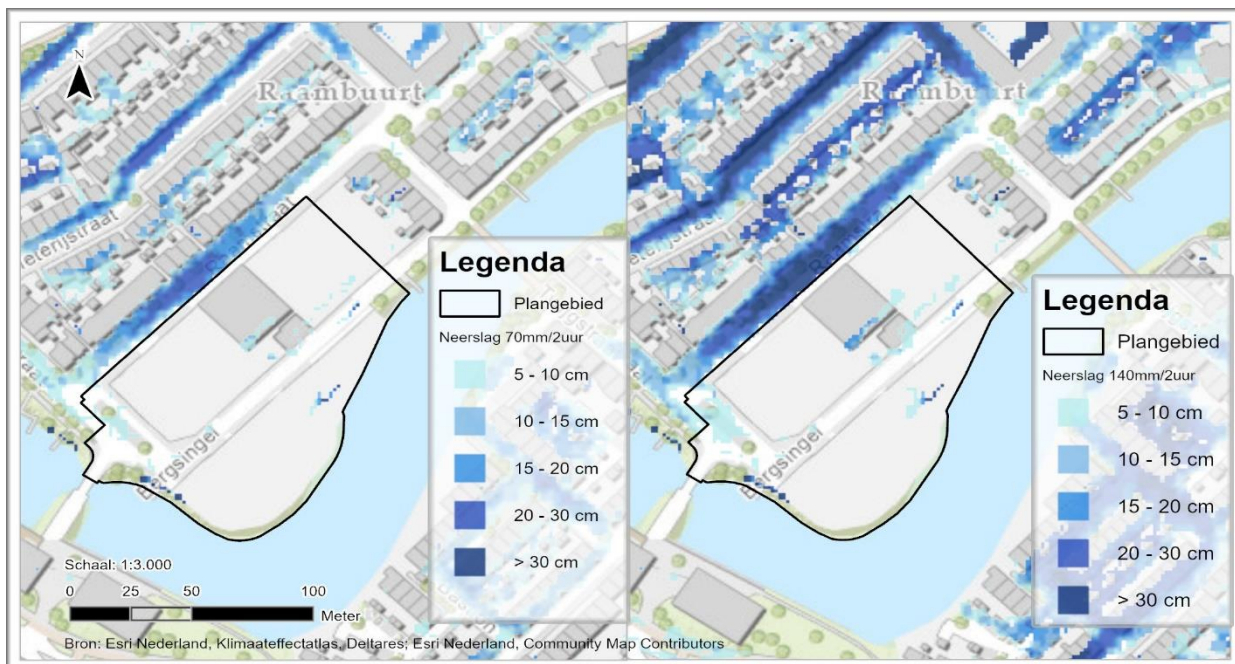 N
Raambuurt
Bergsingel
Legenda
Plangebied
Neerslag 70mm/2uur
5 - 10 cm
10 - 15 cm
15 - 20 cm
20 - 30 cm
> 30 cm
Schaal: 1:3.000
0 25 50 100
Meter
Bron: Esri Nederland, Klimaateffectatlas, Deltares; Esri Nederland, Community Map Contributors
Raambuurt
Bergsingel
Legenda
Plangebied
Neerslag 140mm/2uur
5 - 10 cm
10 - 15 cm
15 - 20 cm
20 - 30 cm
> 30 cm